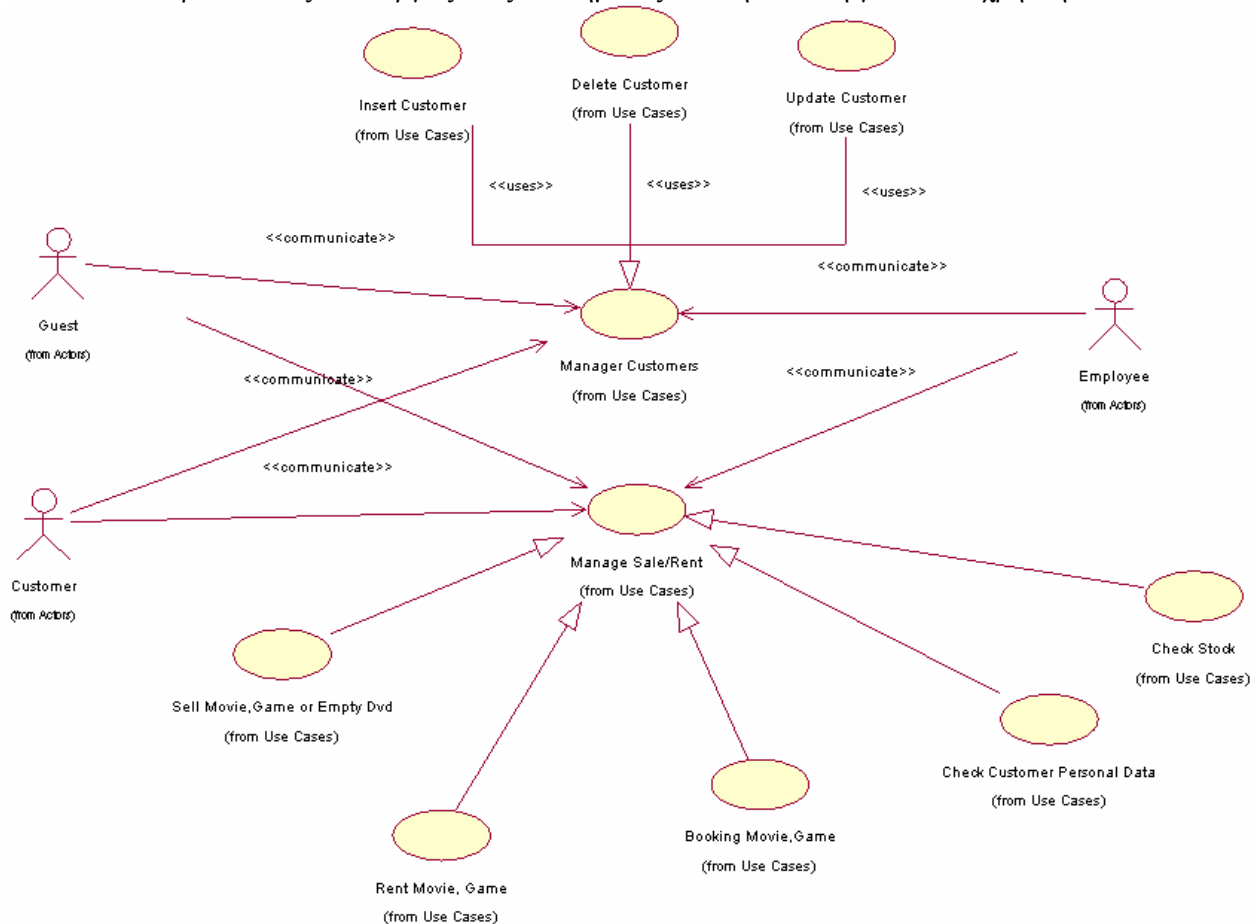 Delete Customer
(from Use Cases)
Insert Customer
(from Use Cases)
Update Customer
(from Use Cases)
<<uses>>
<<uses>>
<<uses>>
<<communicate>>
<<communicate>>
Guest
(from Actors)
Manager Customers
(from Use Cases)
<<communicate>>
<<communicate>>
Employee
(from Actors)
<<communicate>>
Customer
(from Actors)
Manage Sale/Rent
(from Use Cases)
Check Stock
(from Use Cases)
Sell Movie,Game or Empty Dvd
(from Use Cases)
Check Customer Personal Data
(from Use Cases)
Booking Movie,Game
(from Use Cases)
Rent Movie, Game
(from Use Cases)